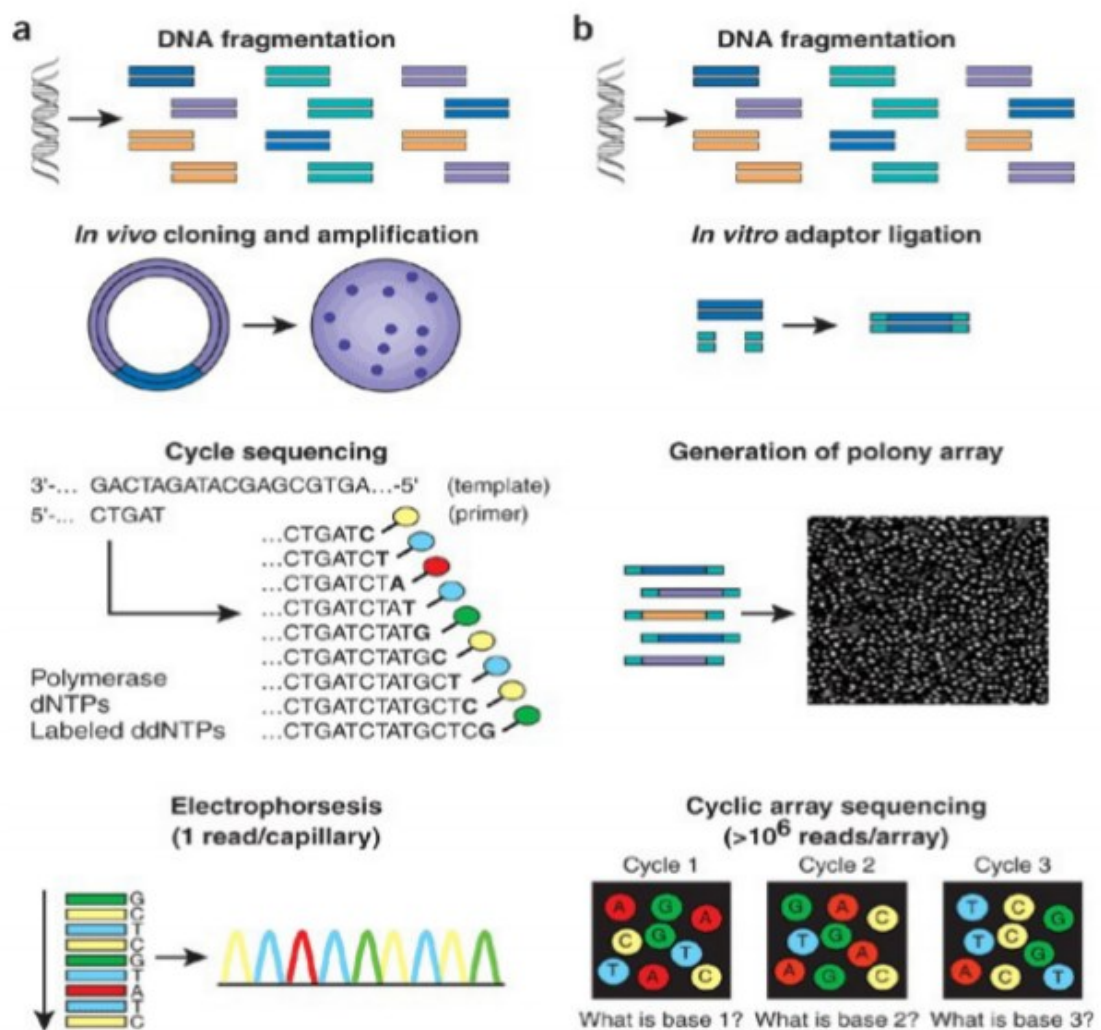 a
DNA fragmentation
In vivo cloning and amplification
Cycle sequencing
3'-... GACTAGATACGAGCGTGA...-5' (template)
5'-... CTGAT (primer)
...CTGATC
...CTGATCT
...CTGATCTA
...CTGATCTAT
...CTGATCTATG
...CTGATCTATGC
...CTGATCTATGCT
...CTGATCTATGCTC
...CTGATCTATGCTCG
Polymerase
dNTPs
Labeled ddNTPs
Electrophorsesis
(1 read/capillary)
G
C
T
C
G
T
A
T
C
b
DNA fragmentation
In vitro adaptor ligation
Generation of polony array
Cyclic array sequencing
(>10⁶ reads/array)
Cycle 1
A G A
C G T
T A C
What is base 1?
Cycle 2
G A C
T G A
A G C
What is base 2?
Cycle 3
T C G
T C G
A C T
What is base 3?